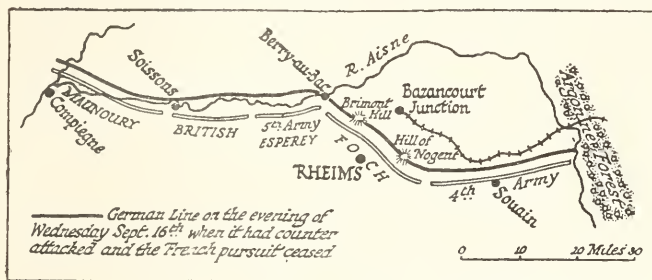 Compiègne
MAUNOURY
Soissons
BRITISH
5th Army
ESPEREY
Berry-au-Bac
R. Aisne
Brimont
Hill
Bazancourt
Junction
Hill of
Nogent
FOCH
RHEIMS
4th Army
Souain
Forest of
Argonne
German Line on the evening of
Wednesday Sept. 16th when it had counter
attacked and the French pursuit ceased
0 10 20 Miles 30